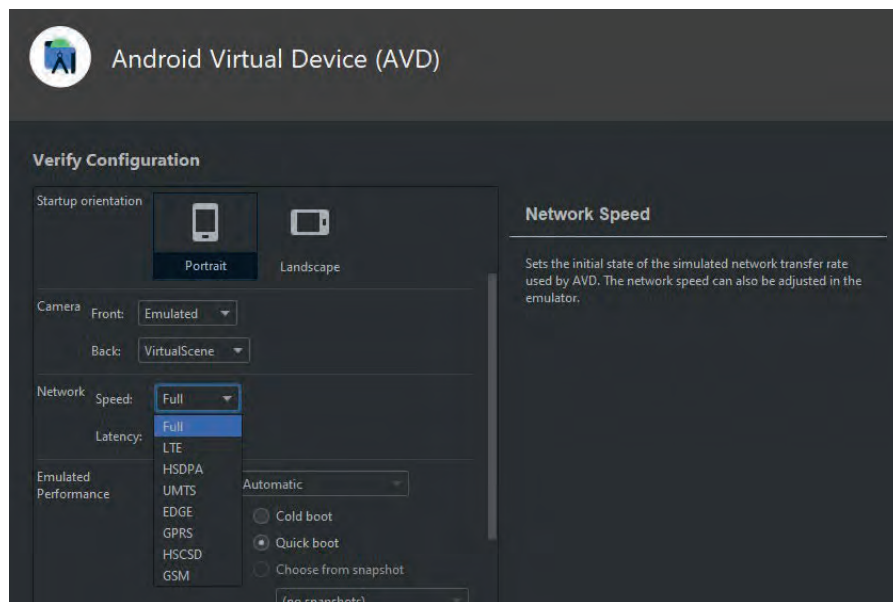 Android Virtual Device (AVD)
Verify Configuration
Startup orientation
Portrait
Landscape
Camera
Front:
Emulated
Back:
VirtualScene
Network
Speed:
Full
Latency:
Full
LTE
HSDPA
UMTS
EDGE
GPRS
HSCSD
GSM
Emulated
Performance
Automatic
Cold boot
Quick boot
Choose from snapshot
(no snapshots)
Network Speed
Sets the initial state of the simulated network transfer rate
used by AVD. The network speed can also be adjusted in the
emulator.